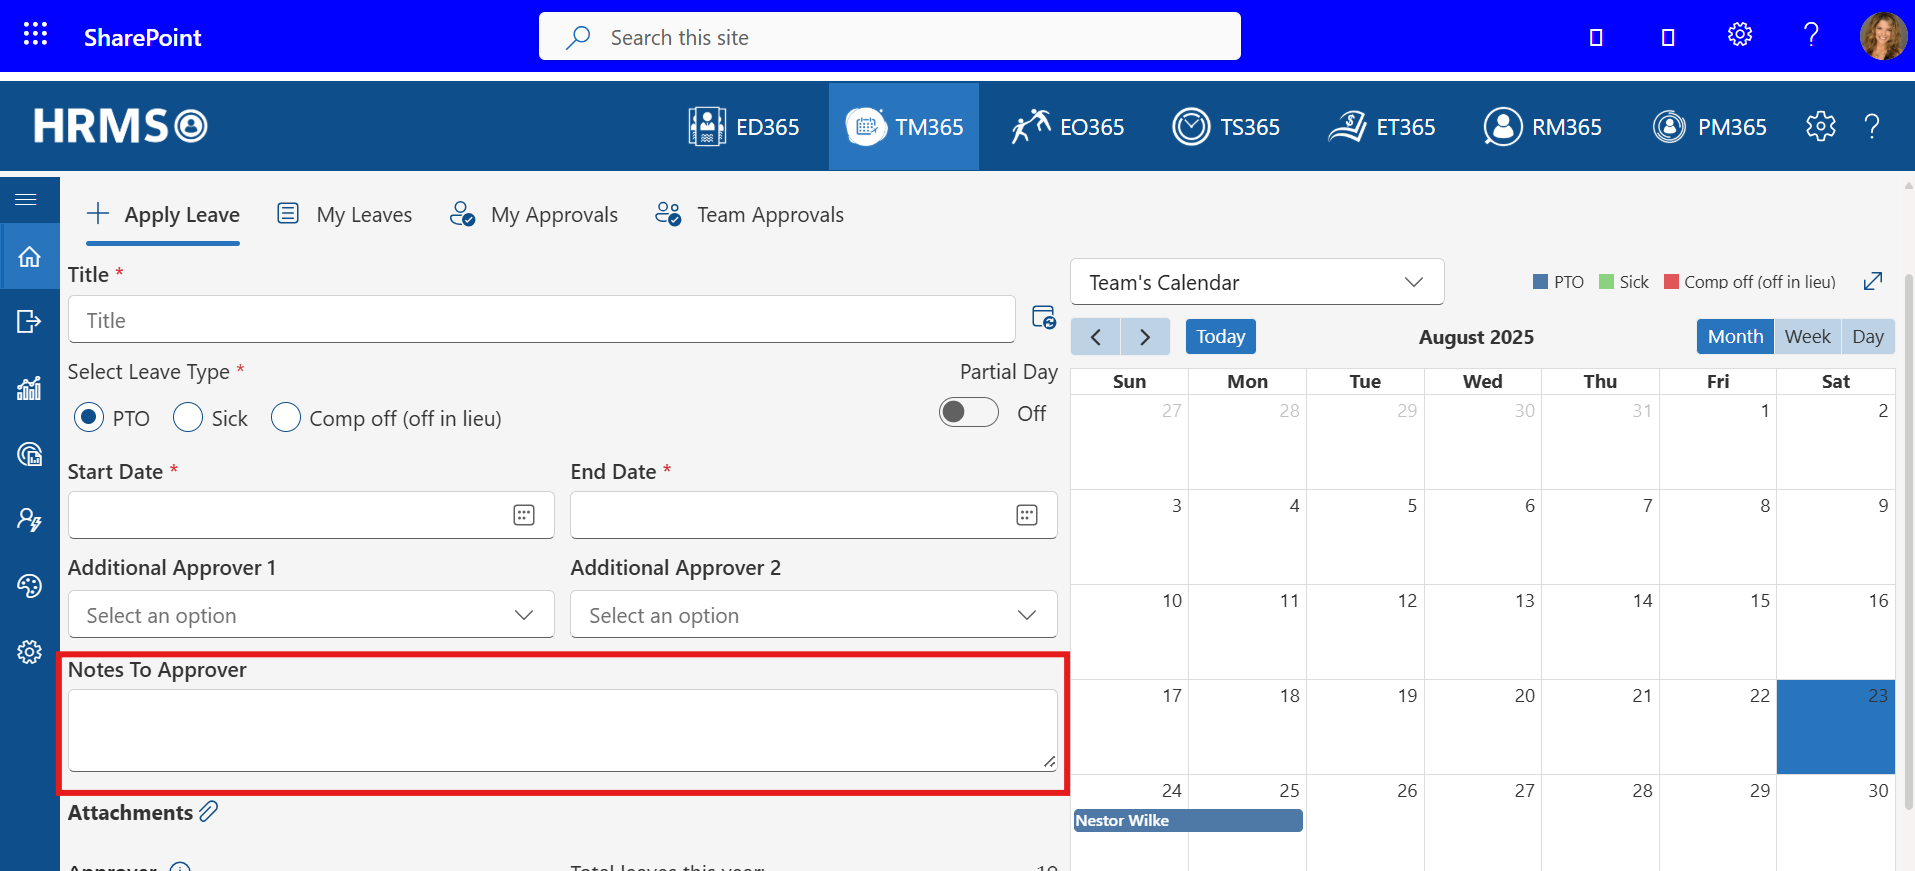 SharePoint
Search this site
HRMS
ED365
TM365
EO365
TS365
ET365
RM365
PM365
Apply Leave
My Leaves
My Approvals
Team Approvals
Title *
Title
Select Leave Type *
Partial Day
PTO
Sick
Comp off (off in lieu)
Off
Start Date *
End Date *
Additional Approver 1
Additional Approver 2
Select an option
Select an option
Notes To Approver
Attachments
Approver
Total leaves this year:
19
Team's Calendar
PTO
Sick
Comp off (off in lieu)
Today
August 2025
Month
Week
Day
Sun Mon Tue Wed Thu Fri Sat
27 28 29 30 31 1 2
3 4 5 6 7 8 9
10 11 12 13 14 15 16
17 18 19 20 21 22 23
24 25 26 27 28 29 30
Nestor Wilke